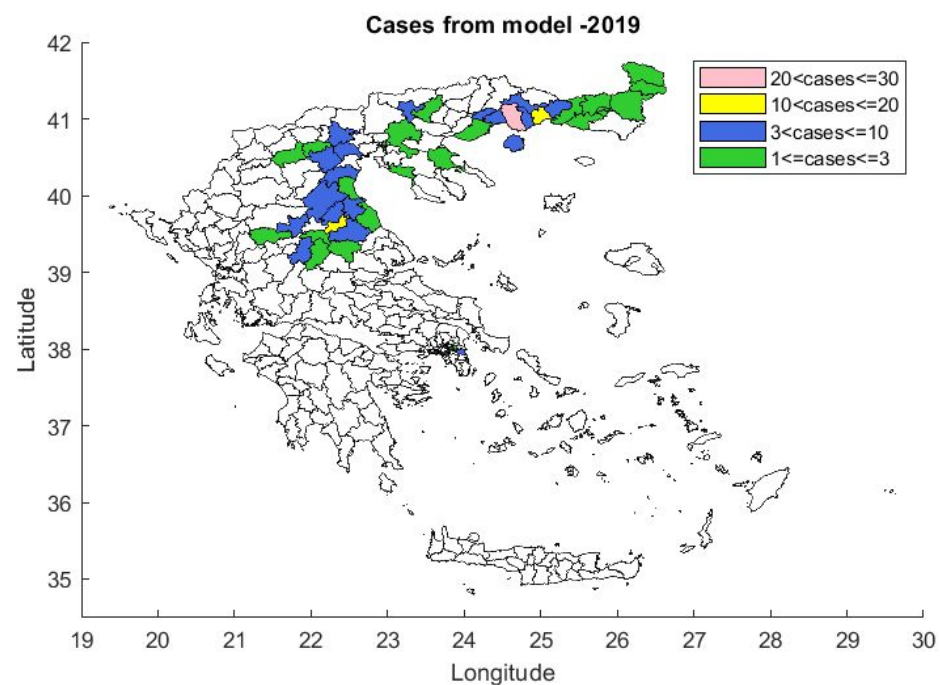 Cases from model -2019
42
41
40
39
38
37
36
35
Latitude
20<cases<=30
10<cases<=20
3<cases<=10
1<=cases<=3
19 20 21 22 23 24 25 26 27 28 29 30
Longitude